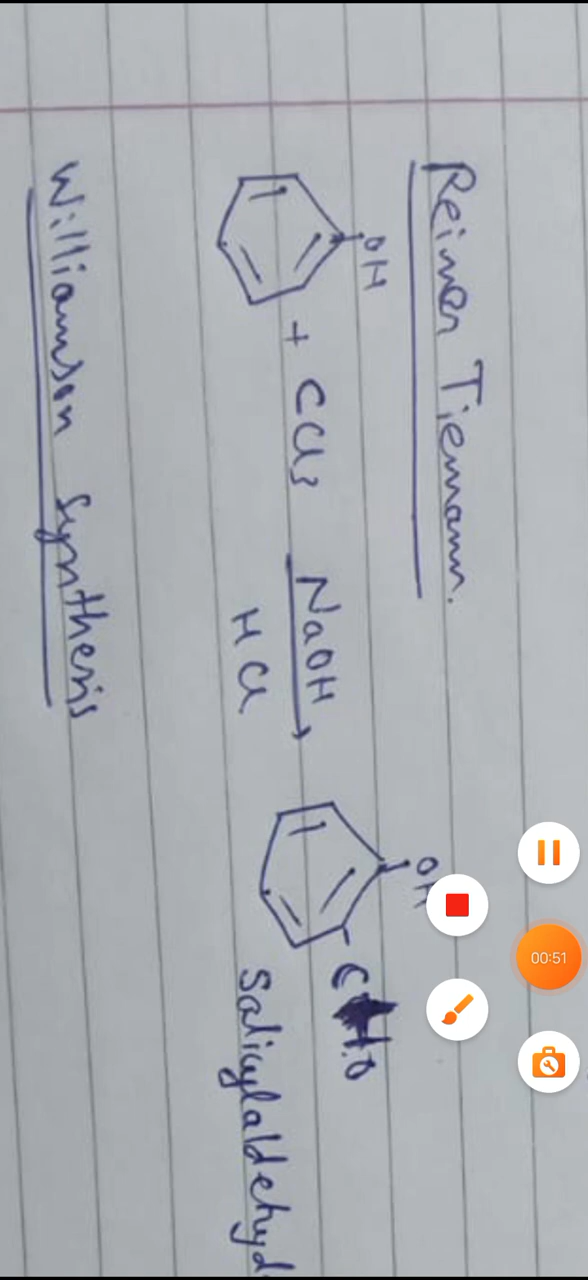 Reimer Tiemann.
OH
+ CCl3 NaOH
HCl
OH
CHO
Salicylaldehyd
Williamson Synthesis
00:51